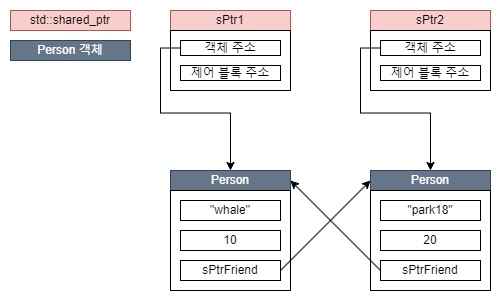 std::shared_ptr
Person 객체
sPtr1
객체 주소
제어 블록 주소
sPtr2
객체 주소
제어 블록 주소
Person
"whale"
10
sPtrFriend
Person
"park18"
20
sPtrFriend